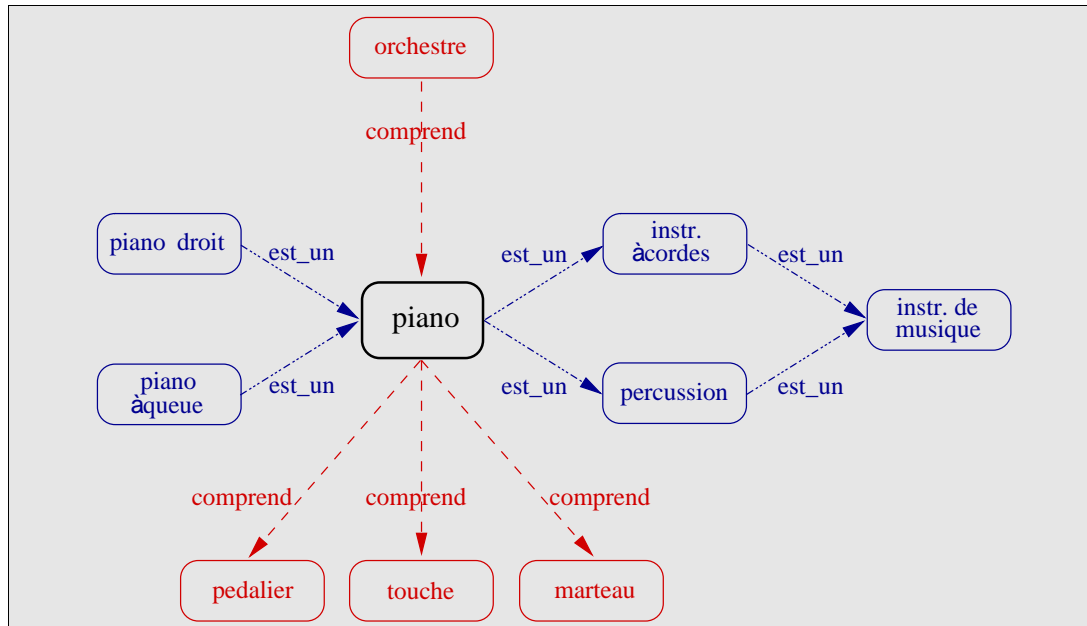 orchestre
comprend
piano droit
est_un
instr.
àcordes
est_un
est_un
piano
instr. de
musique
piano
àqueue
est_un
est_un
percussion
est_un
comprend
comprend
comprend
pedalier
touche
marteau